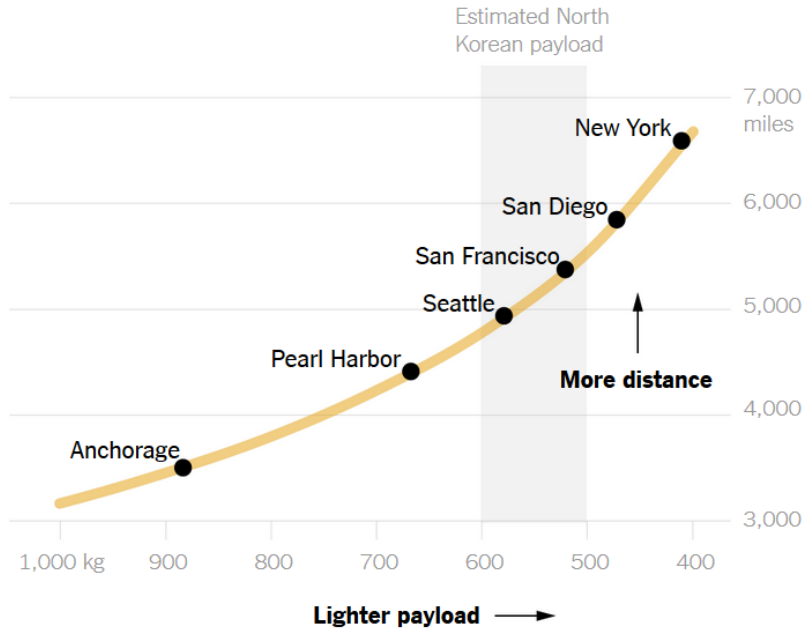 Estimated North
Korean payload
7,000
miles
New York
6,000
San Diego
San Francisco
Seattle
5,000
Pearl Harbor
More distance
4,000
Anchorage
3,000
1,000 kg
900
800
700
600
500
400
Lighter payload